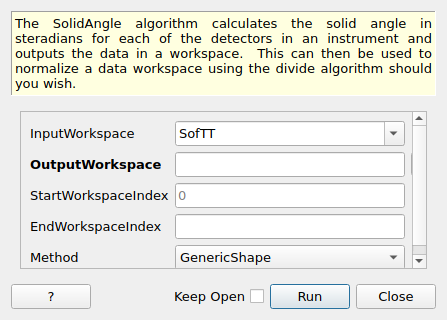 The SolidAngle algorithm calculates the solid angle in
steradians for each of the detectors in an instrument and
outputs the data in a workspace. This can then be used to
normalize a data workspace using the divide algorithm should
you wish.
InputWorkspace SofTT
OutputWorkspace
StartWorkspaceIndex 0
EndWorkspaceIndex
Method GenericShape
? Keep Open Run Close